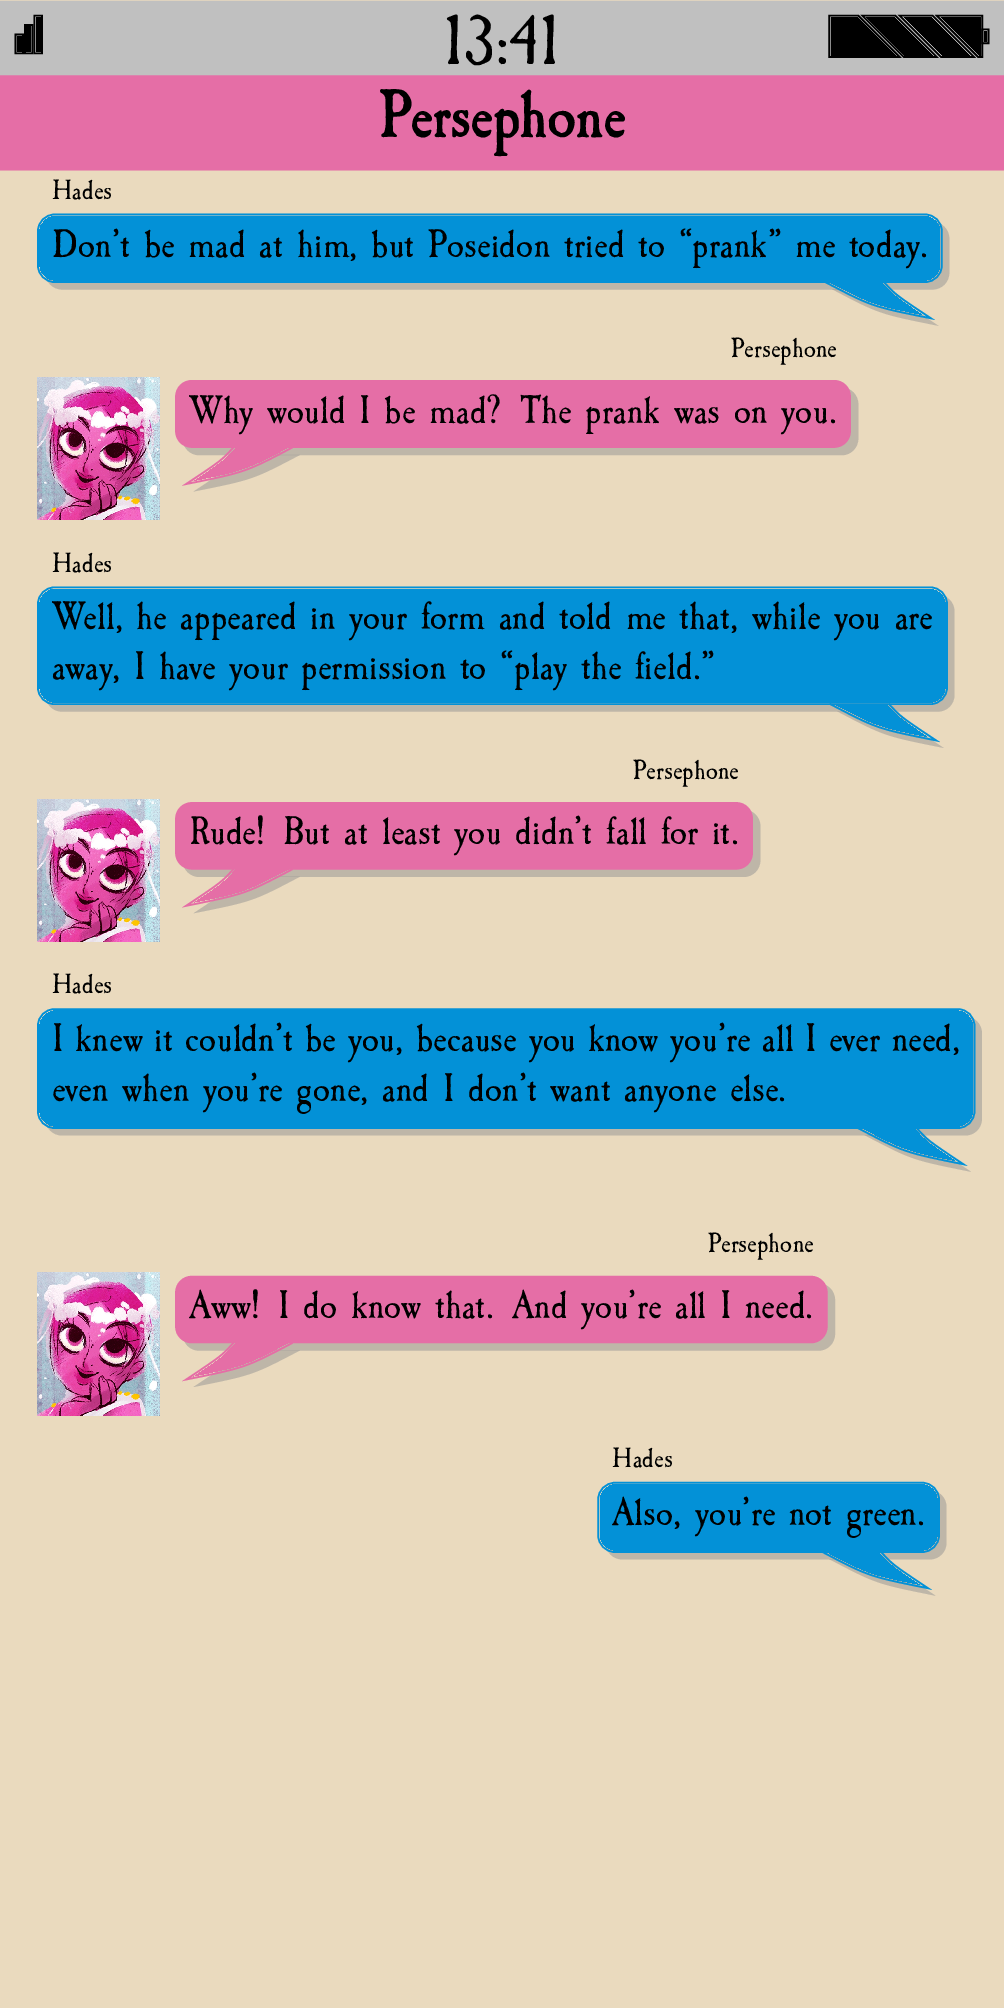 13:41
Persephone
Hades
Don't be mad at him, but Poseidon tried to “prank” me today.
Persephone
Why would I be mad? The prank was on you.
Hades
Well, he appeared in your form and told me that, while you are
away, I have your permission to “play the field.”
Persephone
Rude! But at least you didn't fall for it.
Hades
I knew it couldn't be you, because you know you're all I ever need,
even when you're gone, and I don't want anyone else.
Persephone
Aww! I do know that. And you're all I need.
Hades
Also, you're not green.